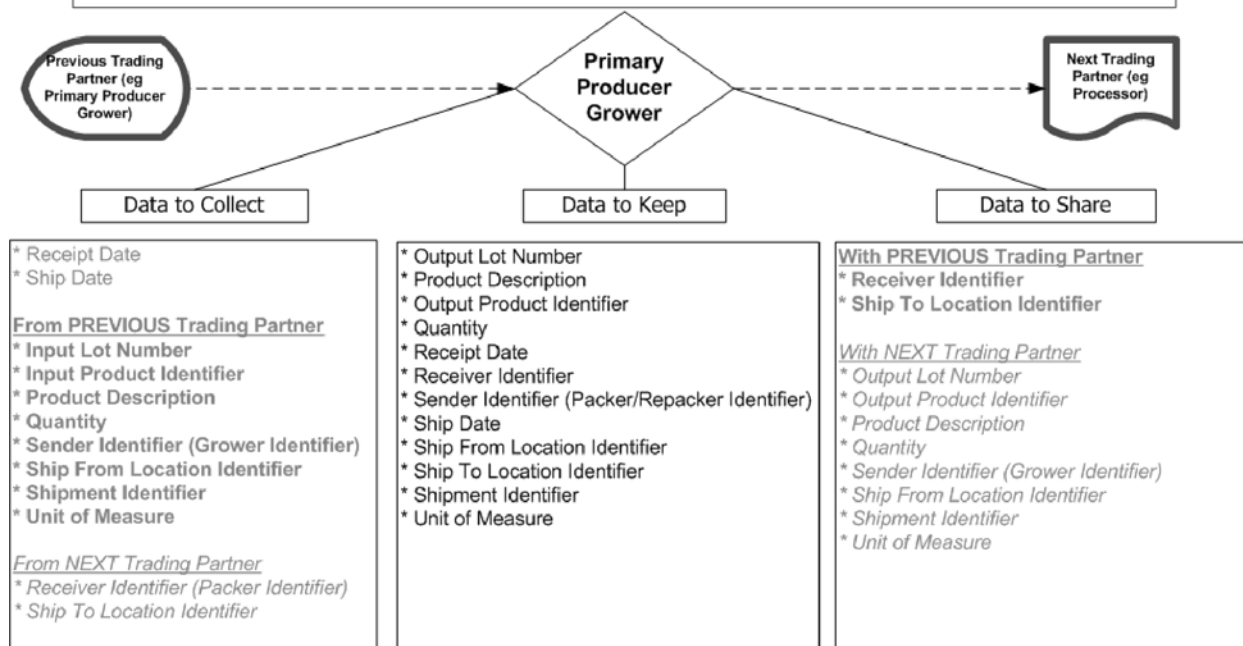 Previous Trading
Partner (eg
Primary Producer
Grower)
Primary
Producer
Grower
Next Trading
Partner (eg
Processor)
Data to Collect
Data to Keep
Data to Share
* Receipt Date
* Ship Date
From PREVIOUS Trading Partner
* Input Lot Number
* Input Product Identifier
* Product Description
* Quantity
* Sender Identifier (Grower Identifier)
* Ship From Location Identifier
* Shipment Identifier
* Unit of Measure
From NEXT Trading Partner
* Receiver Identifier (Packer Identifier)
* Ship To Location Identifier
* Output Lot Number
* Product Description
* Output Product Identifier
* Quantity
* Receipt Date
* Receiver Identifier
* Sender Identifier (Packer/Repacker Identifier)
* Ship Date
* Ship From Location Identifier
* Ship To Location Identifier
* Shipment Identifier
* Unit of Measure
With PREVIOUS Trading Partner
* Receiver Identifier
* Ship To Location Identifier
With NEXT Trading Partner
* Output Lot Number
* Output Product Identifier
* Product Description
* Quantity
* Sender Identifier (Grower Identifier)
* Ship From Location Identifier
* Shipment Identifier
* Unit of Measure